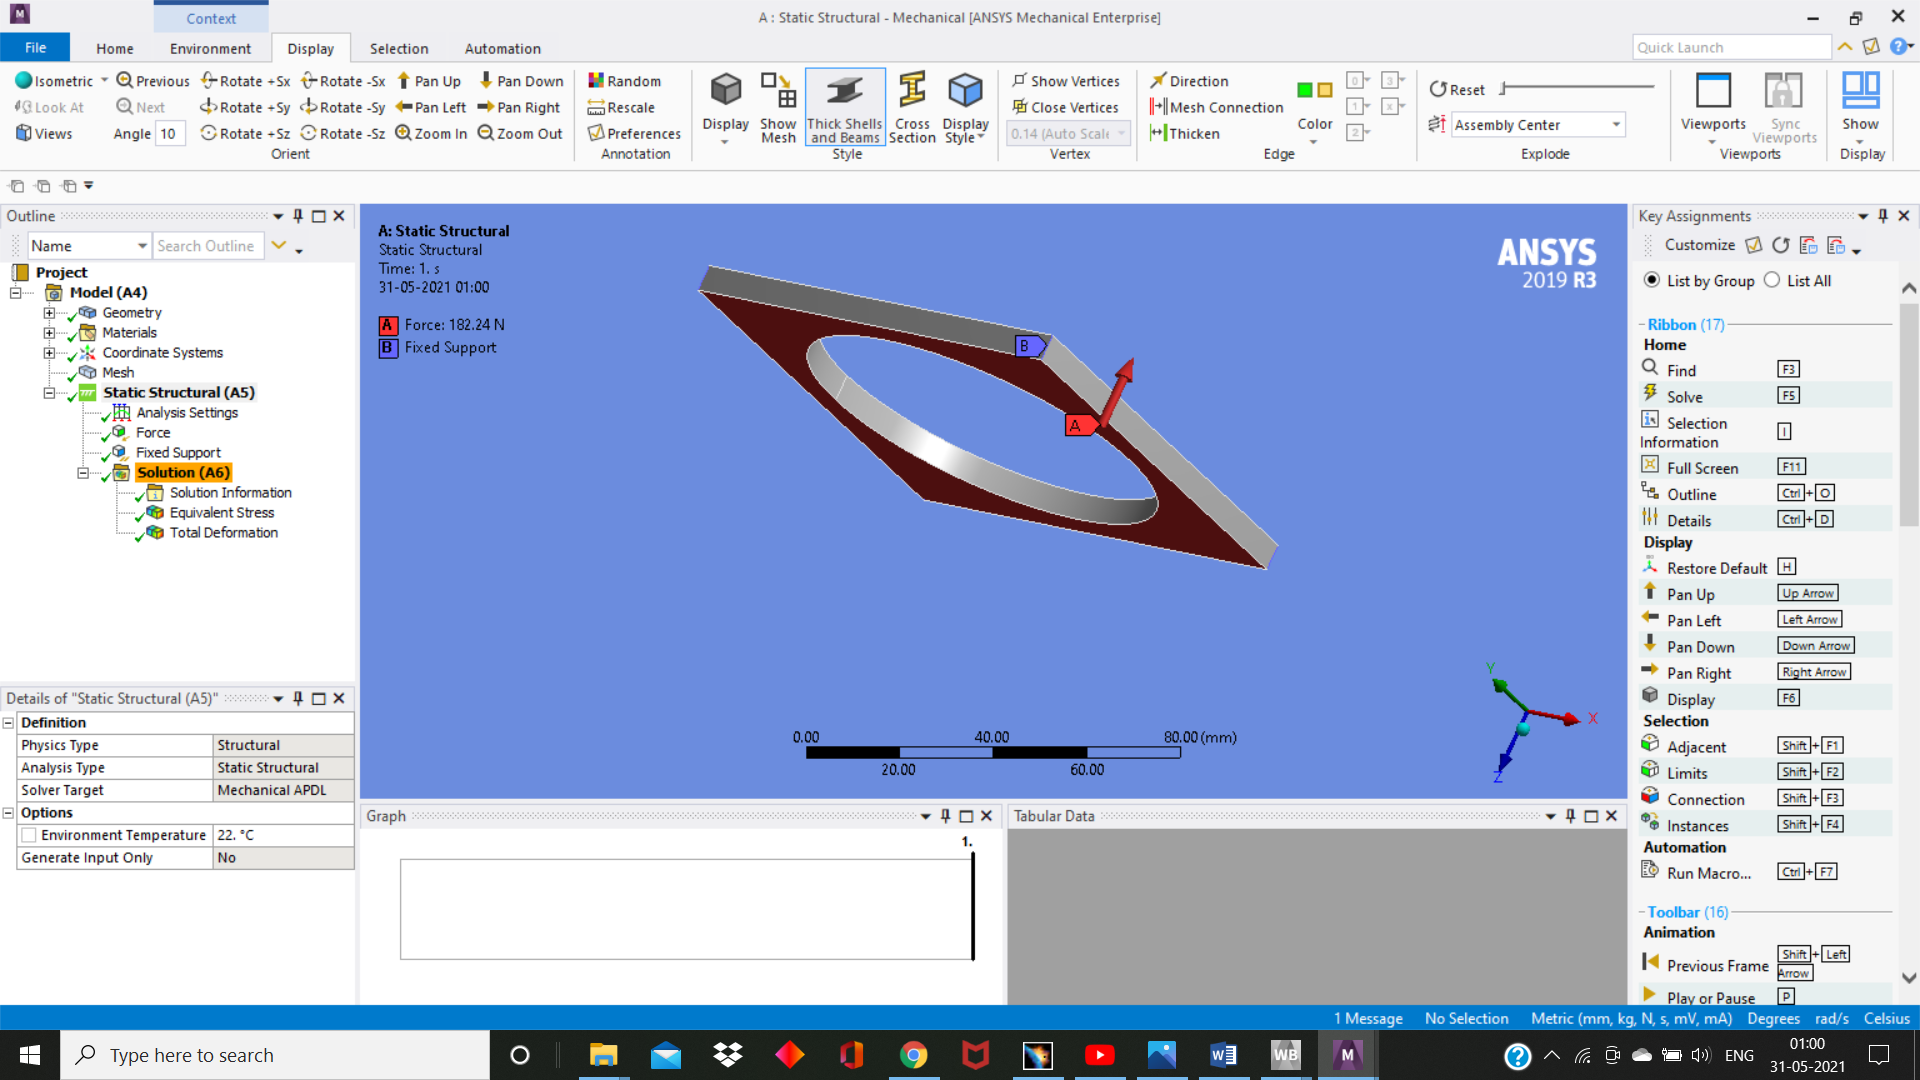 Context
A : Static Structural - Mechanical [ANSYS Mechanical Enterprise]
File Home Environment Display Selection Automation
Quick Launch
Isometric Previous Rotate +Sx Rotate -Sx Pan Up Pan Down
Look At Next Rotate +Sy Rotate -Sy Pan Left Pan Right
Views Angle 10 Rotate +Sz Rotate -Sz Zoom In Zoom Out
Orient
Random
Rescale
Preferences
Annotation
Display
Show Mesh
Thick Shells and Beams
Cross Section
Display Style
Style
Show Vertices
Close Vertices
0.14 (Auto Scale
Vertex
Direction
Mesh Connection
Thicken
Color
0 3
1 x
2
Edge
Reset
Assembly Center
Explode
Viewports
Sync Viewports
Viewports
Show
Display
Outline
Name Search Outline
Project
Model (A4)
Geometry
Materials
Coordinate Systems
Mesh
Static Structural (A5)
Analysis Settings
Force
Fixed Support
Solution (A6)
Solution Information
Equivalent Stress
Total Deformation
Details of "Static Structural (A5)"
Definition
Physics Type Structural
Analysis Type Static Structural
Solver Target Mechanical APDL
Options
Environment Temperature 22. °C
Generate Input Only No
A: Static Structural
Static Structural
Time: 1. s
31-05-2021 01:00
A Force: 182.24 N
B Fixed Support
ANSYS
2019 R3
B
A
Y
X
Z
0.00 40.00 80.00 (mm)
20.00 60.00
Graph
1.
Tabular Data
Key Assignments
Customize
List by Group List All
Ribbon (17)
Home
Find F3
Solve F5
Selection Information I
Full Screen F11
Outline Ctrl + O
Details Ctrl + D
Display
Restore Default H
Pan Up Up Arrow
Pan Left Left Arrow
Pan Down Down Arrow
Pan Right Right Arrow
Display F6
Selection
Adjacent Shift + F1
Limits Shift + F2
Connection Shift + F3
Instances Shift + F4
Automation
Run Macro... Ctrl + F7
Toolbar (16)
Animation
Previous Frame Shift + Left Arrow
Play or Pause P
1 Message No Selection Metric (mm, kg, N, s, mV, mA) Degrees rad/s Celsius
Type here to search
WB
M
ENG
01:00
31-05-2021